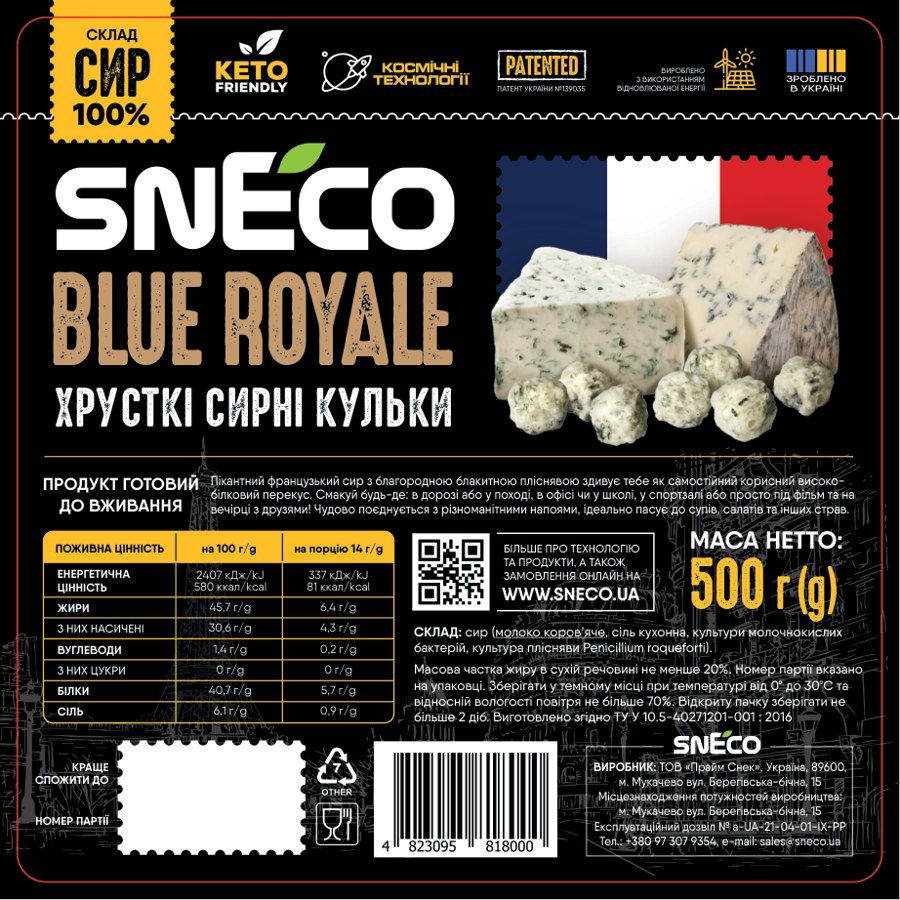 СКЛАД
СИР
100%
KETO
FRIENDLY
КОСМІЧНІ
ТЕХНОЛОГІЇ
PATENTED
ПАТЕНТ УКРАЇНИ №139035
ВИРОБЛЕНО
З ВИКОРИСТАННЯМ
ВІДНОВЛЮВАНОЇ ЕНЕРГІЇ
ЗРОБЛЕНО
В УКРАЇНІ
SNECO
BLUE ROYALE
ХРУСТКІ СИРНІ КУЛЬКИ
ПРОДУКТ ГОТОВИЙ
ДО ВЖИВАННЯ
Пікантний французський сир з благородною блакитною пліснявою здивує тебе як самостійний корисний високо-
білковий перекус. Смакуй будь-де: в дорозі або у поході, в офісі чи у школі, у спортзалі або просто під фільм та на
вечірці з друзями! Чудово поєднується з різноманітними напоями, ідеально пасує до супів, салатів та інших страв.
ПОЖИВНА ЦІННІСТЬ на 100 г/g на порцію 14 г/g
ЕНЕРГЕТИЧНА ЦІННІСТЬ 2407 кДж/kJ 580 ккал/kcal 337 кДж/kJ 81 ккал/kcal
ЖИРИ 45,7 г/g 6,4 г/g
З НИХ НАСИЧЕНІ 30,6 г/g 4,3 г/g
ВУГЛЕВОДИ 1,4 г/g 0,2 г/g
З НИХ ЦУКРИ 0 г/g 0 г/g
БІЛКИ 40,7 г/g 5,7 г/g
СІЛЬ 6,1 г/g 0,9 г/g
БІЛЬШЕ ПРО ТЕХНОЛОГІЮ
ТА ПРОДУКТИ, А ТАКОЖ
ЗАМОВЛЕННЯ ОНЛАЙН НА
WWW.SNECO.UA
МАСА НЕТТО:
500 г (g)
СКЛАД: сир (молоко коров'яче, сіль кухонна, культури молочнокислих
бактерій, культура плісняви Penicillium roqueforti).
Масова частка жиру в сухій речовині не менше 20%. Номер партії вказано
на упаковці. Зберігати у темному місці при температурі від 0° до 30°С та
відносній вологості повітря не більше 70%. Відкриту пачку зберігати не
більше 2 діб. Виготовлено згідно ТУ У 10.5-40271201-001 : 2016
КРАЩЕ
СПОЖИТИ ДО
НОМЕР ПАРТІЇ
7
OTHER
4 823095 818000
SNECO
ВИРОБНИК: ТОВ «Прайм Снек», Україна, 89600,
м. Мукачево вул. Берегівська-бічна, 15
Місцезнаходження потужностей виробництва:
м. Мукачево вул. Берегівська-бічна, 15
Експлуатаційний дозвіл № a-UA-21-04-01-IX-PP
Тел.: +380 97 307 9354, e-mail: sales@sneco.ua